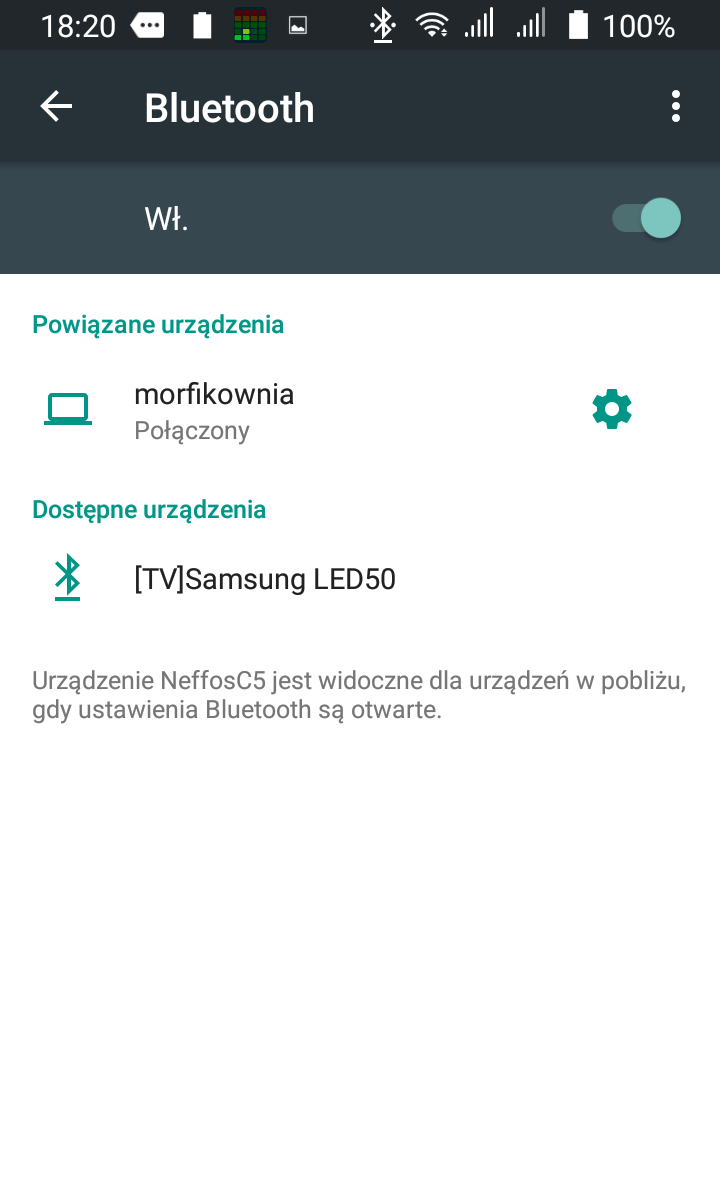 18:20 100%
Bluetooth
Wł.
Powiązane urządzenia
morfikownia
Połączony
Dostępne urządzenia
[TV]Samsung LED50
Urządzenie NeffosC5 jest widoczne dla urządzeń w pobliżu,
gdy ustawienia Bluetooth są otwarte.